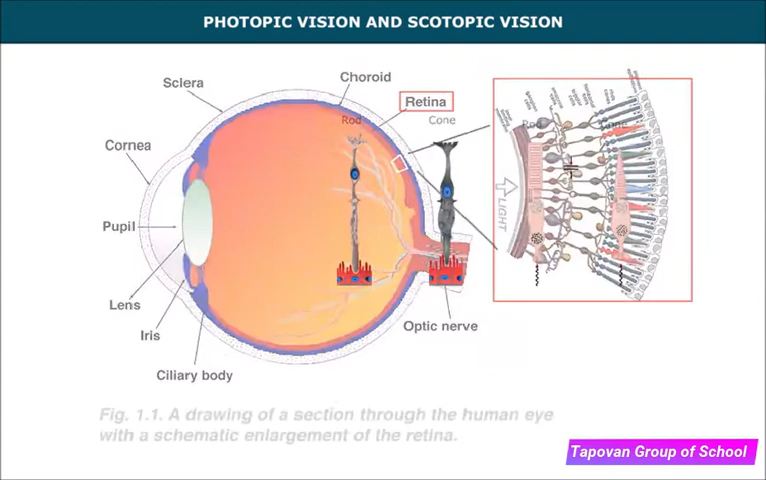 PHOTOPIC VISION AND SCOTOPIC VISION
Sclera
Choroid
Retina
Rod
Cone
Cornea
Pupil
Lens
Iris
Ciliary body
Optic nerve
LIGHT
Fig. 1.1. A drawing of a section through the human eye
with a schematic enlargement of the retina.
Tapovan Group of School